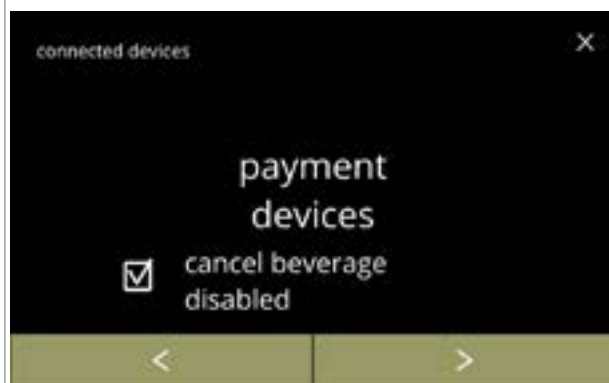 connected devices
payment
devices
cancel beverage
disabled